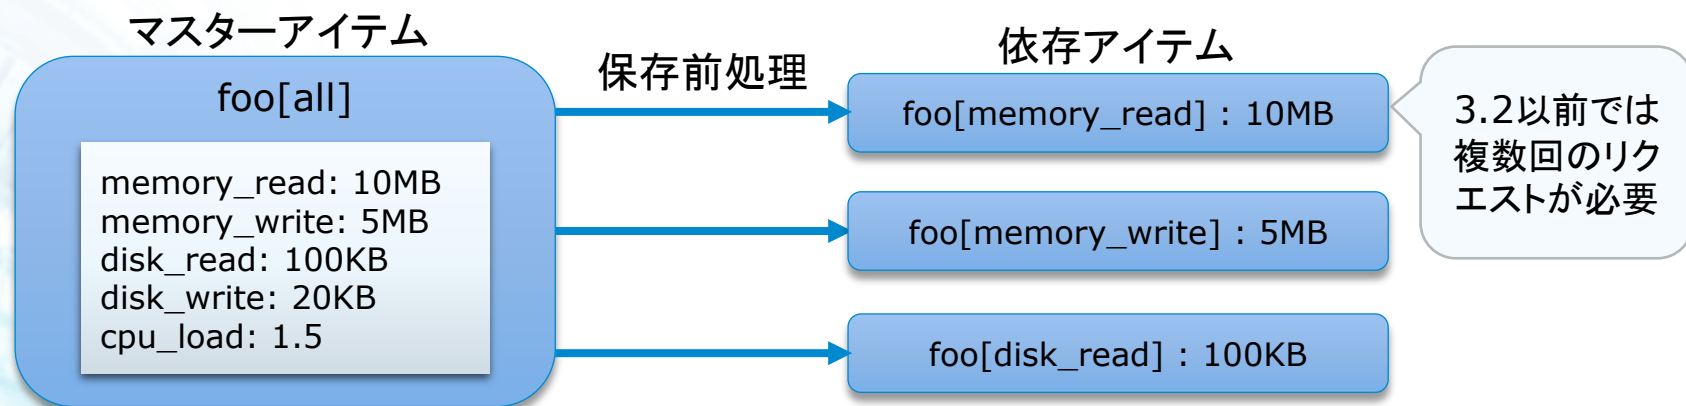 マスターアイテム
foo[all]
memory_read: 10MB
memory_write: 5MB
disk_read: 100KB
disk_write: 20KB
cpu_load: 1.5
保存前処理
依存アイテム
foo[memory_read] : 10MB
foo[memory_write] : 5MB
foo[disk_read] : 100KB
3.2以前では
複数回のリク
エストが必要